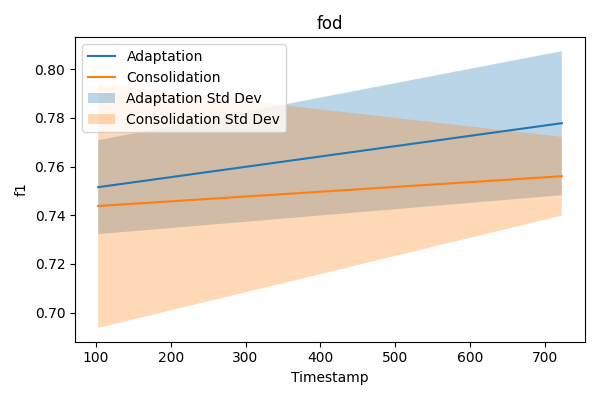 fod
Adaptation
Consolidation
Adaptation Std Dev
Consolidation Std Dev
f1
0.80
0.78
0.76
0.74
0.72
0.70
100 200 300 400 500 600 700
Timestamp